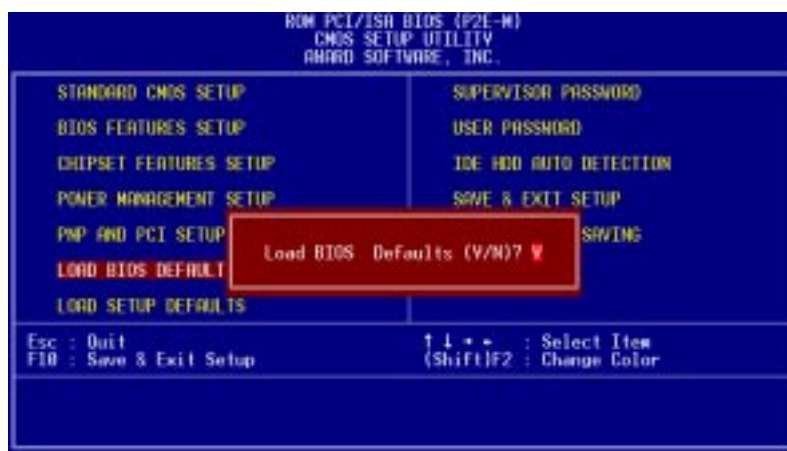 ROM PCI/ISA BIOS (P2E-M)
CMOS SETUP UTILITY
AWARD SOFTWARE, INC.
STANDARD CMOS SETUP
BIOS FEATURES SETUP
CHIPSET FEATURES SETUP
POWER MANAGEMENT SETUP
PNP AND PCI SETUP
LOAD BIOS DEFAULT
LOAD SETUP DEFAULTS
SUPERVISOR PASSWORD
USER PASSWORD
IDE HDD AUTO DETECTION
SAVE & EXIT SETUP
SAVING
Load BIOS Defaults (Y/N)? Y
Esc : Quit
F10 : Save & Exit Setup
↑ ↓ → ← : Select Item
(Shift)F2 : Change Color